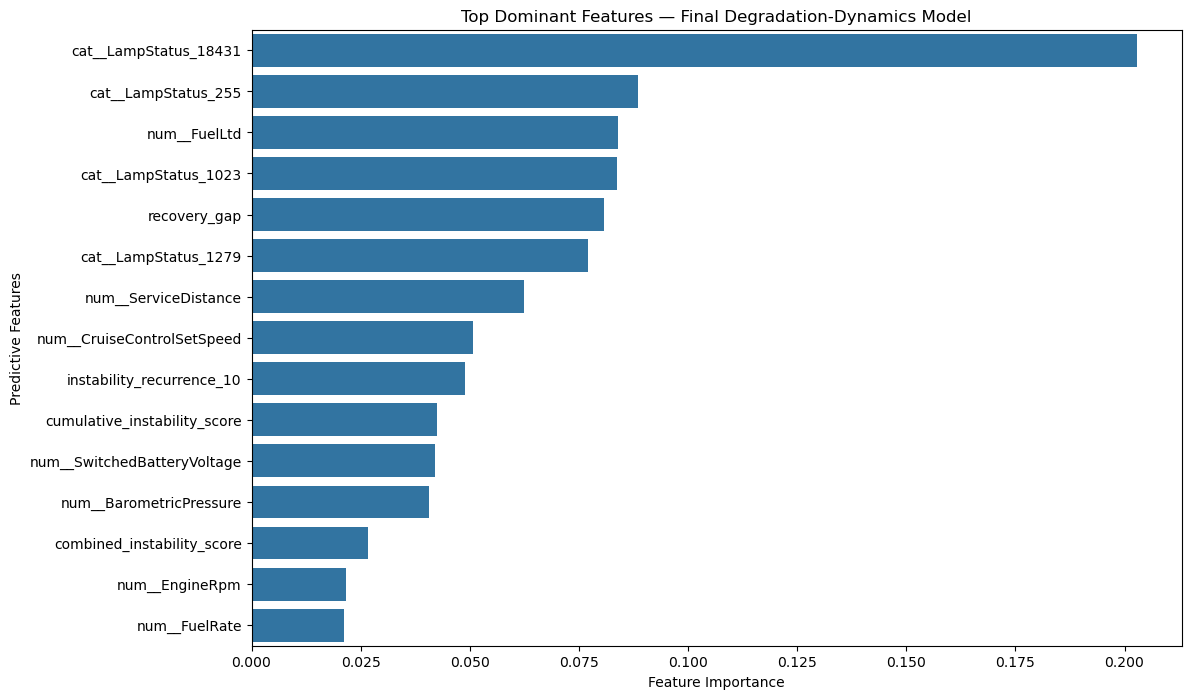 Top Dominant Features — Final Degradation-Dynamics Model
Predictive Features
cat__LampStatus_18431
cat__LampStatus_255
num__FuelLtd
cat__LampStatus_1023
recovery_gap
cat__LampStatus_1279
num__ServiceDistance
num__CruiseControlSetSpeed
instability_recurrence_10
cumulative_instability_score
num__SwitchedBatteryVoltage
num__BarometricPressure
combined_instability_score
num__EngineRpm
num__FuelRate
0.000 0.025 0.050 0.075 0.100 0.125 0.150 0.175 0.200
Feature Importance